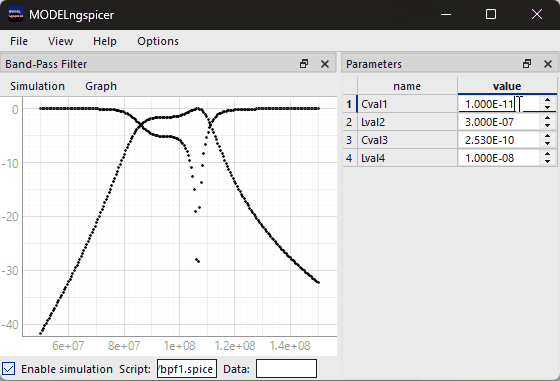 MODELngspicer
File View Help Options
Band-Pass Filter
Simulation Graph
0
-10
-20
-30
-40
6e+07 8e+07 1e+08 1.2e+08 1.4e+08
Enable simulation Script: /bpf1.spice Data:
Parameters
name value
1 Cval1 1.000E-11
2 Lval2 3.000E-07
3 Cval3 2.530E-10
4 Lval4 1.000E-08